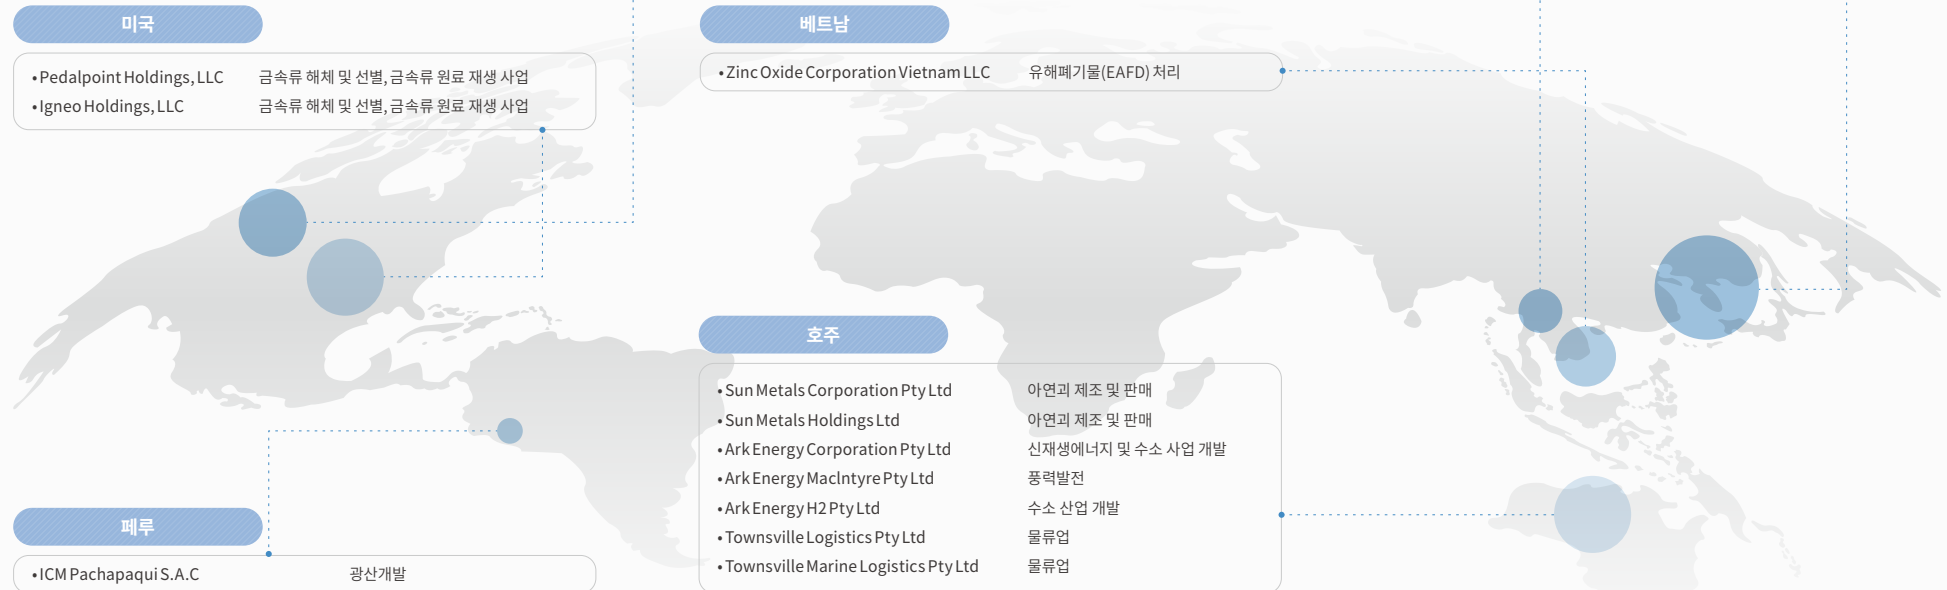 미국
• Pedalpoint Holdings, LLC 금속류 해체 및 선별, 금속류 원료 재생 사업
• Igneo Holdings, LLC 금속류 해체 및 선별, 금속류 원료 재생 사업
베트남
• Zinc Oxide Corporation Vietnam LLC 유해폐기물(EAFD) 처리
호주
• Sun Metals Corporation Pty Ltd 아연괴 제조 및 판매
• Sun Metals Holdings Ltd 아연괴 제조 및 판매
• Ark Energy Corporation Pty Ltd 신재생에너지 및 수소 사업 개발
• Ark Energy Maclntyre Pty Ltd 풍력발전
• Ark Energy H2 Pty Ltd 수소 산업 개발
• Townsville Logistics Pty Ltd 물류업
• Townsville Marine Logistics Pty Ltd 물류업
페루
• ICM Pachapaqui S.A.C 광산개발